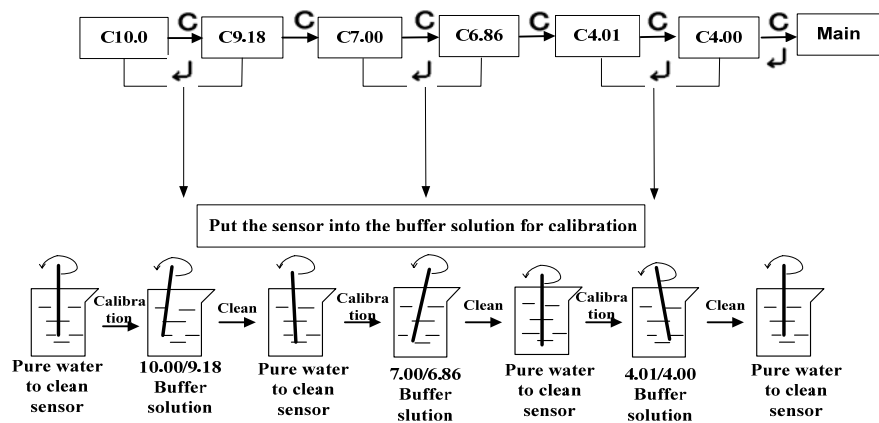 C C C C C C
C10.0 C9.18 C7.00 C6.86 C4.01 C4.00 Main
Put the sensor into the buffer solution for calibration
Calibra
tion
Clean
Calibra
tion
Clean
Calibra
tion
Clean
Pure water
to clean
sensor
10.00/9.18
Buffer
solution
Pure water
to clean
sensor
7.00/6.86
Buffer
slution
Pure water
to clean
sensor
4.01/4.00
Buffer
solution
Pure water
to clean
sensor